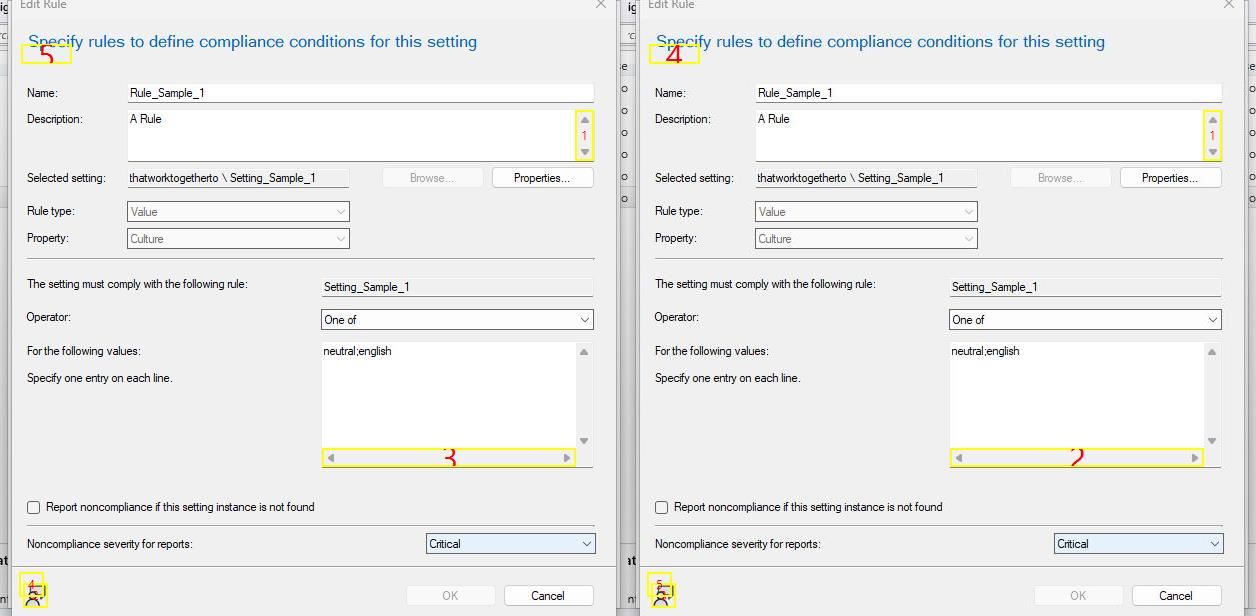 Edit Rule
Specify rules to define compliance conditions for this setting
5
Name:
Rule_Sample_1
Description:
A Rule
1
Selected setting:
thatworktogetherto \ Setting_Sample_1
Browse...
Properties...
Rule type:
Value
Property:
Culture
The setting must comply with the following rule:
Setting_Sample_1
Operator:
One of
For the following values:
neutral;english
Specify one entry on each line.
3
Report noncompliance if this setting instance is not found
Noncompliance severity for reports:
Critical
4
OK
Cancel
Edit Rule
Specify rules to define compliance conditions for this setting
4
Name:
Rule_Sample_1
Description:
A Rule
1
Selected setting:
thatworktogetherto \ Setting_Sample_1
Browse...
Properties...
Rule type:
Value
Property:
Culture
The setting must comply with the following rule:
Setting_Sample_1
Operator:
One of
For the following values:
neutral;english
Specify one entry on each line.
2
Report noncompliance if this setting instance is not found
Noncompliance severity for reports:
Critical
5
OK
Cancel